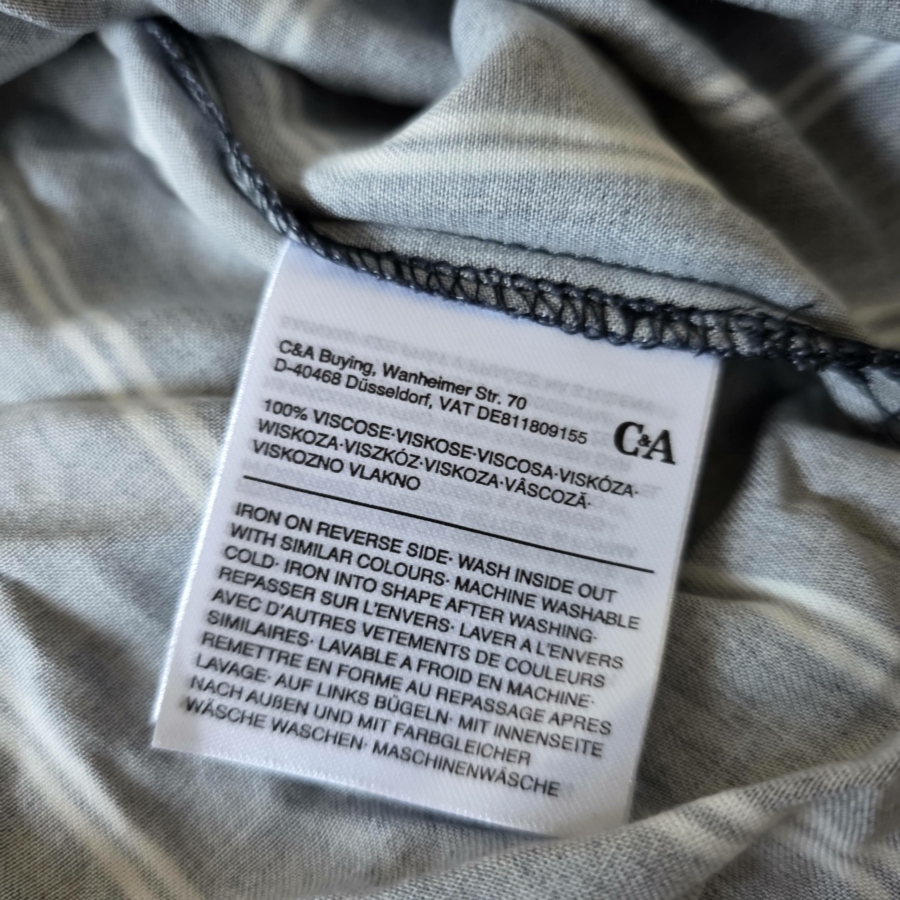 C&A Buying, Wanheimer Str. 70
D-40468 Düsseldorf, VAT DE811809155
C&A
100% VISCOSE·VISKOSE·VISCOSA·VISKÓZA·
WISKOZA·VISZKÓZ·VISKOZA·VÂSCOZĂ·
VISKOZNO VLAKNO
IRON ON REVERSE SIDE· WASH INSIDE OUT
WITH SIMILAR COLOURS· MACHINE WASHABLE
COLD· IRON INTO SHAPE AFTER WASHING·
REPASSER SUR L'ENVERS· LAVER A L'ENVERS
AVEC D'AUTRES VETEMENTS DE COULEURS
SIMILAIRES· LAVABLE A FROID EN MACHINE·
REMETTRE EN FORME AU REPASSAGE APRES
LAVAGE· AUF LINKS BÜGELN· MIT INNENSEITE
NACH AUßEN UND MIT FARBGLEICHER
WÄSCHE WASCHEN· MASCHINENWÄSCHE